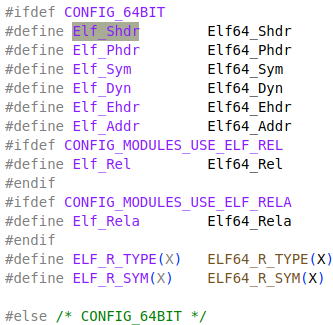 #ifdef CONFIG_64BIT
#define Elf_Shdr        Elf64_Shdr
#define Elf_Phdr        Elf64_Phdr
#define Elf_Sym         Elf64_Sym
#define Elf_Dyn         Elf64_Dyn
#define Elf_Ehdr        Elf64_Ehdr
#define Elf_Addr        Elf64_Addr
#ifdef CONFIG_MODULES_USE_ELF_REL
#define Elf_Rel         Elf64_Rel
#endif
#ifdef CONFIG_MODULES_USE_ELF_RELA
#define Elf_Rela        Elf64_Rela
#endif
#define ELF_R_TYPE(X)   ELF64_R_TYPE(X)
#define ELF_R_SYM(X)    ELF64_R_SYM(X)

#else /* CONFIG_64BIT */